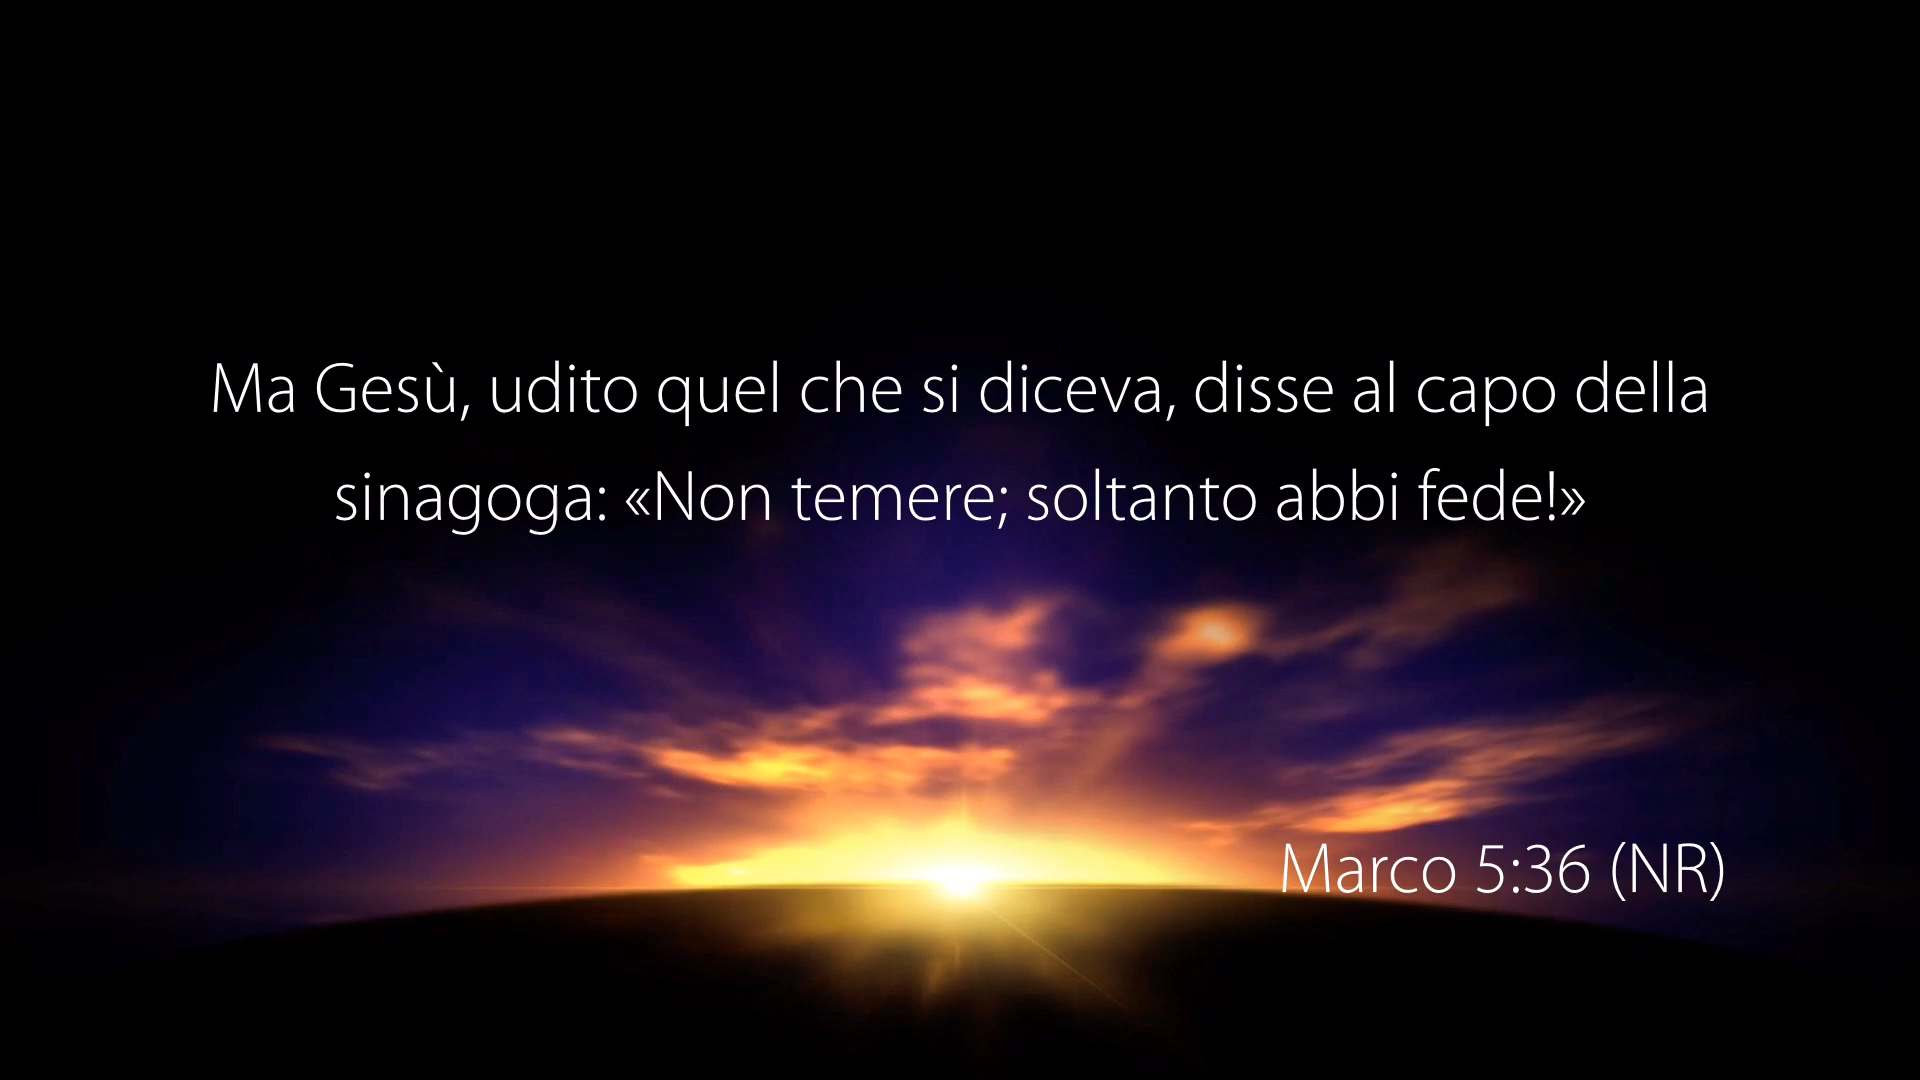 Ma Gesù, udito quel che si diceva, disse al capo della
sinagoga: «Non temere; soltanto abbi fede!»
Marco 5:36 (NR)